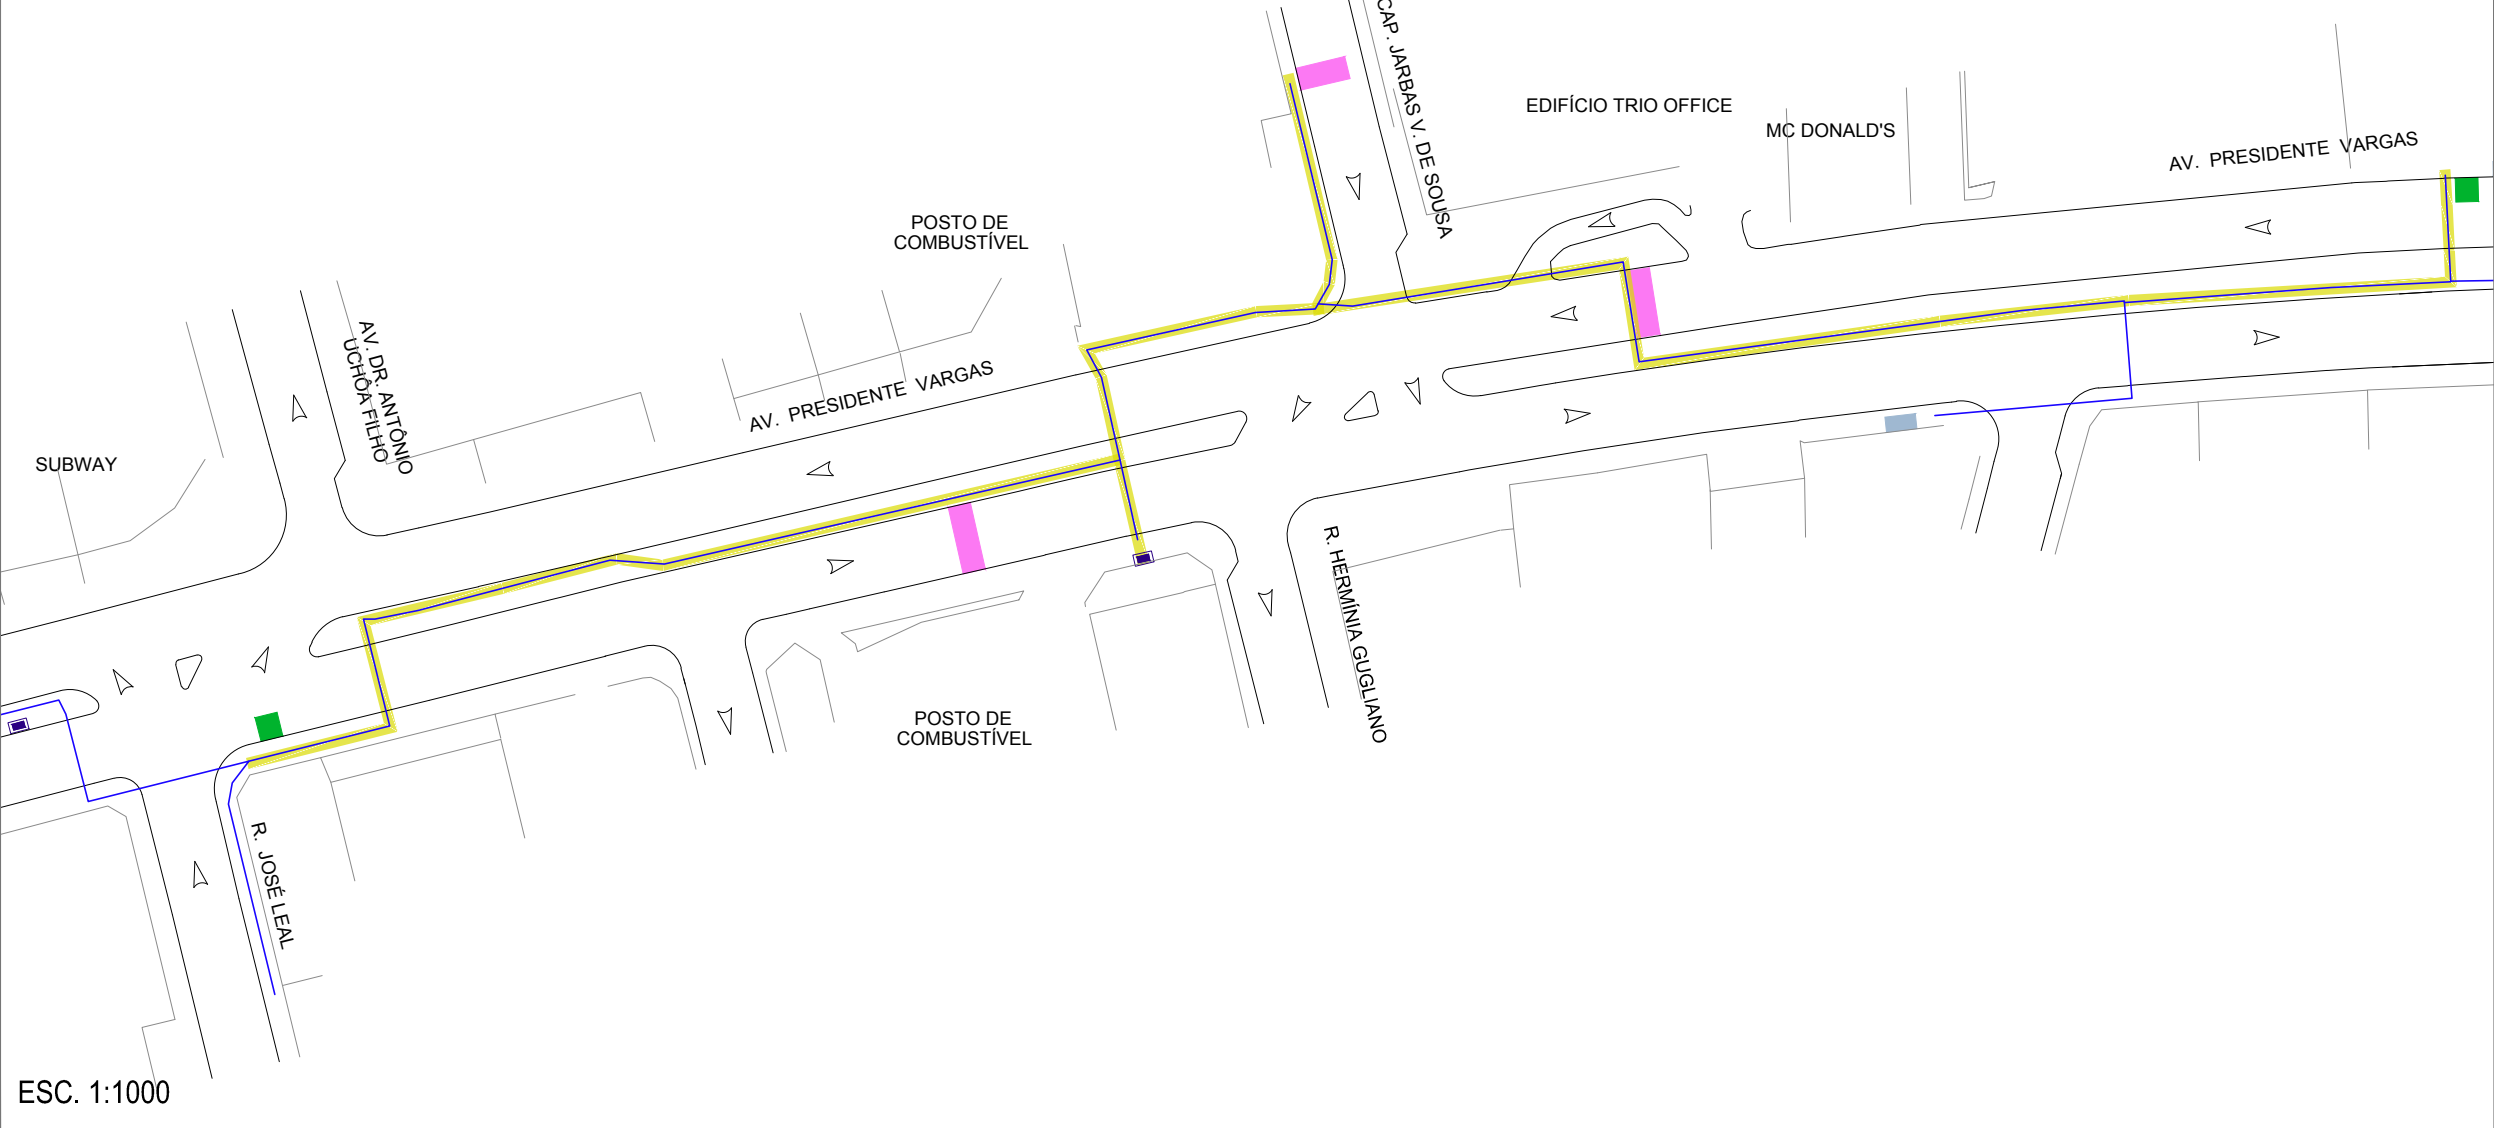 CAP. JARBAS V. DE SOUSA
EDIFÍCIO TRIO OFFICE
MC DONALD'S
AV. PRESIDENTE VARGAS
POSTO DE
COMBUSTÍVEL
AV. DR. ANTÔNIO
UCHÔA FILHO
AV. PRESIDENTE VARGAS
SUBWAY
R. HERMÍNIA GUGLIANO
POSTO DE
COMBUSTÍVEL
R. JOSÉ LEAL
ESC. 1:1000